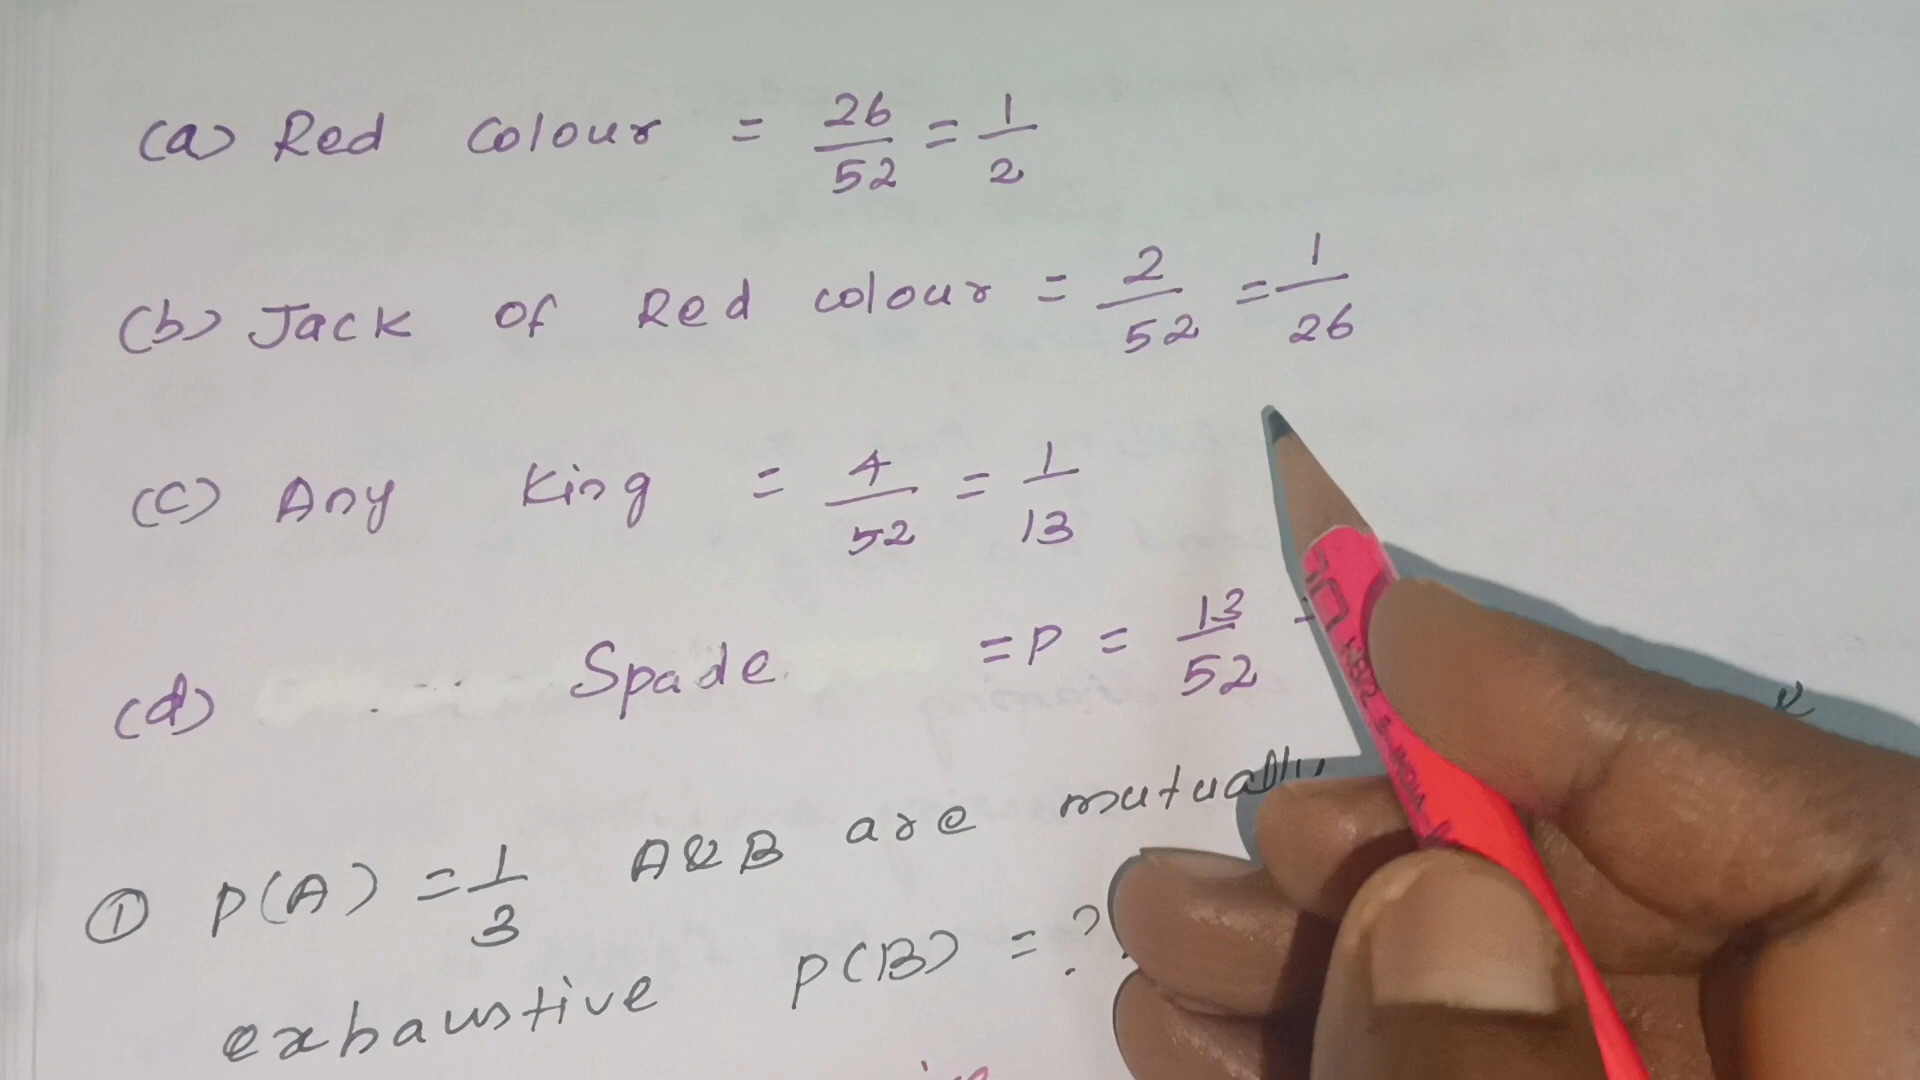 (a) Red colour = 26/52 = 1/2
(b) Jack of Red colour = 2/52 = 1/26
(c) Any King = 4/52 = 1/13
(d) Spade = P = 13/52 =
① P(A) = 1/3 A & B are mutually
exhaustive P(B) = ?